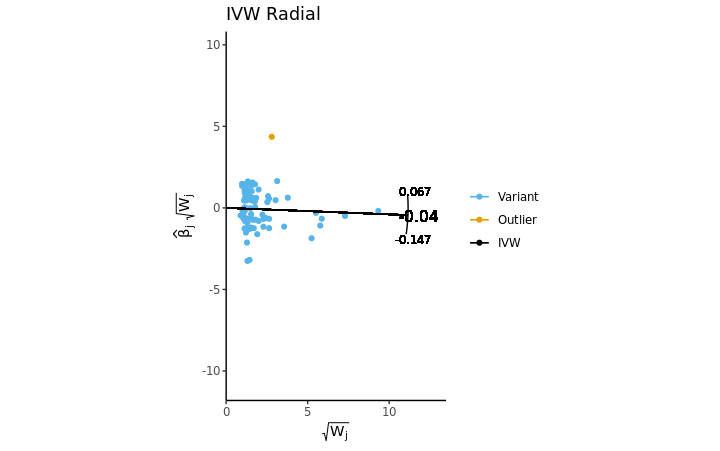 IVW Radial
10
5
0
-5
-10
0
5
10
β̂j √Wj
√Wj
0.067
-0.04
-0.147
Variant
Outlier
IVW